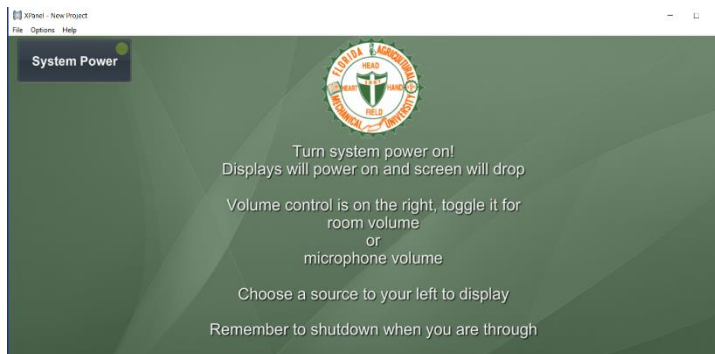 XPanel - New Project
File Options Help
System Power
FLORIDA AGRICULTURAL
HEAD
1887
HEART HAND
FIELD
MECHANICAL UNIVERSITY
Turn system power on!
Displays will power on and screen will drop
Volume control is on the right, toggle it for
room volume
or
microphone volume
Choose a source to your left to display
Remember to shutdown when you are through